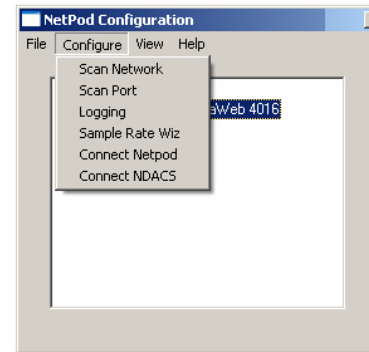 NetPod Configuration
File Configure View Help
Scan Network
Scan Port
Logging
aWeb 4016
Sample Rate Wiz
Connect Netpod
Connect NDACS